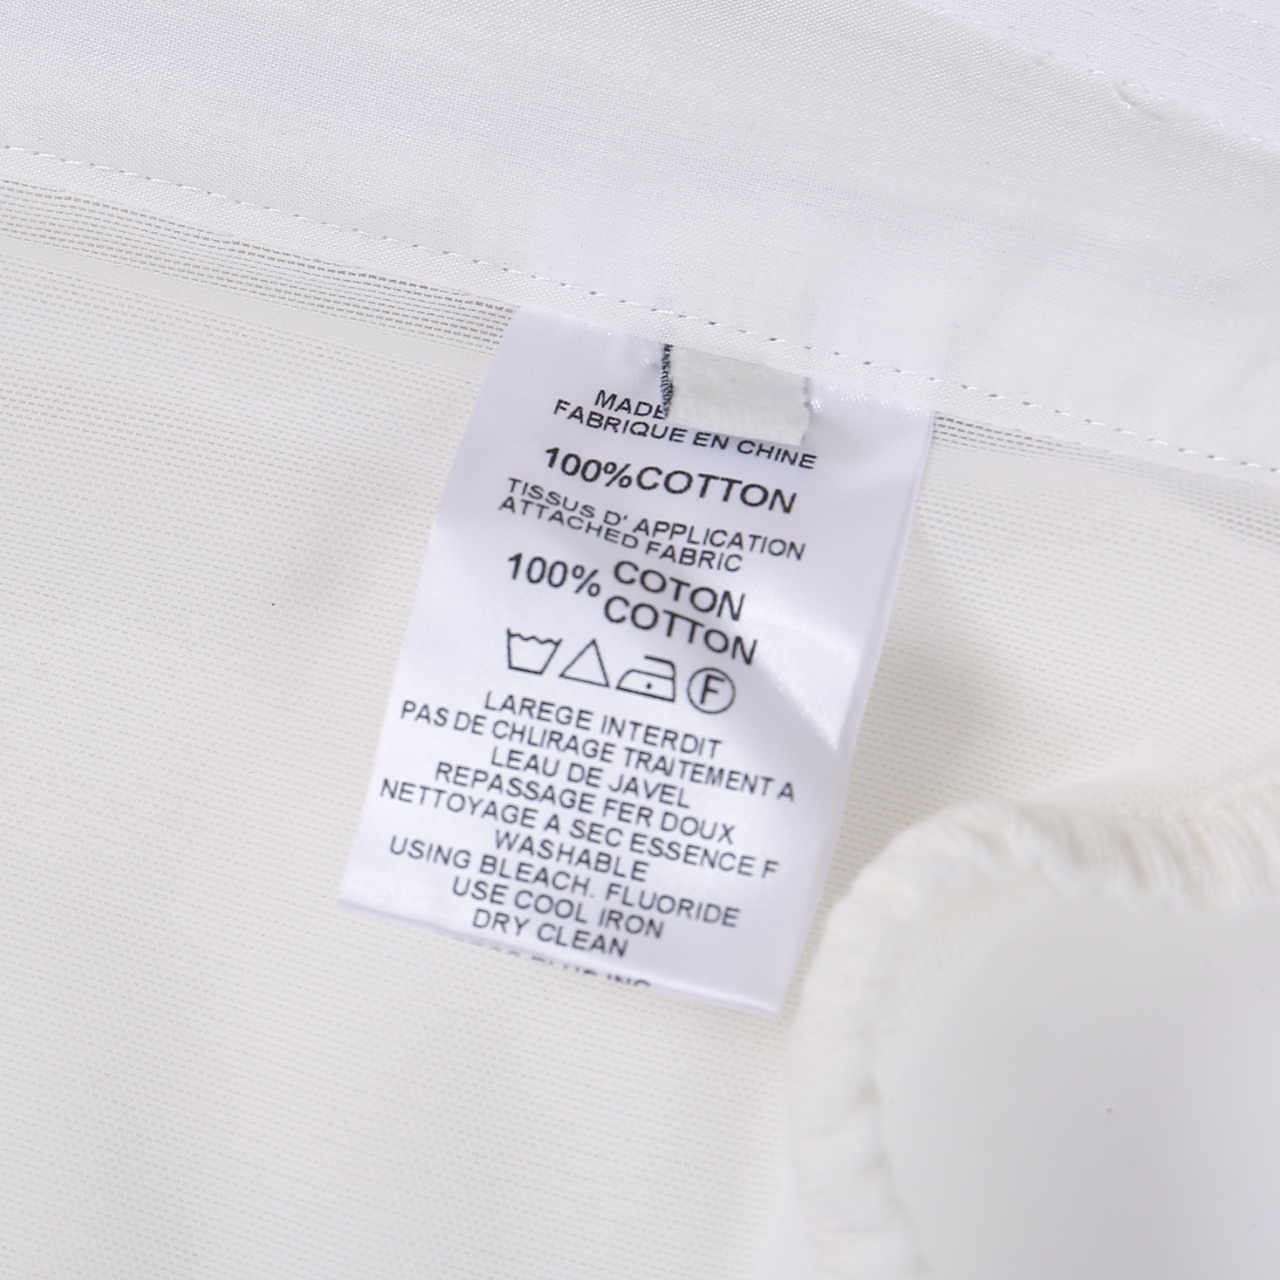 MADE
FABRIQUE EN CHINE
100%COTTON
TISSUS D' APPLICATION
ATTACHED FABRIC
100% COTON
COTTON
F
LAREGE INTERDIT
PAS DE CHLIRAGE TRAITEMENT A
LEAU DE JAVEL
REPASSAGE FER DOUX
NETTOYAGE A SEC ESSENCE F
WASHABLE
USING BLEACH. FLUORIDE
USE COOL IRON
DRY CLEAN